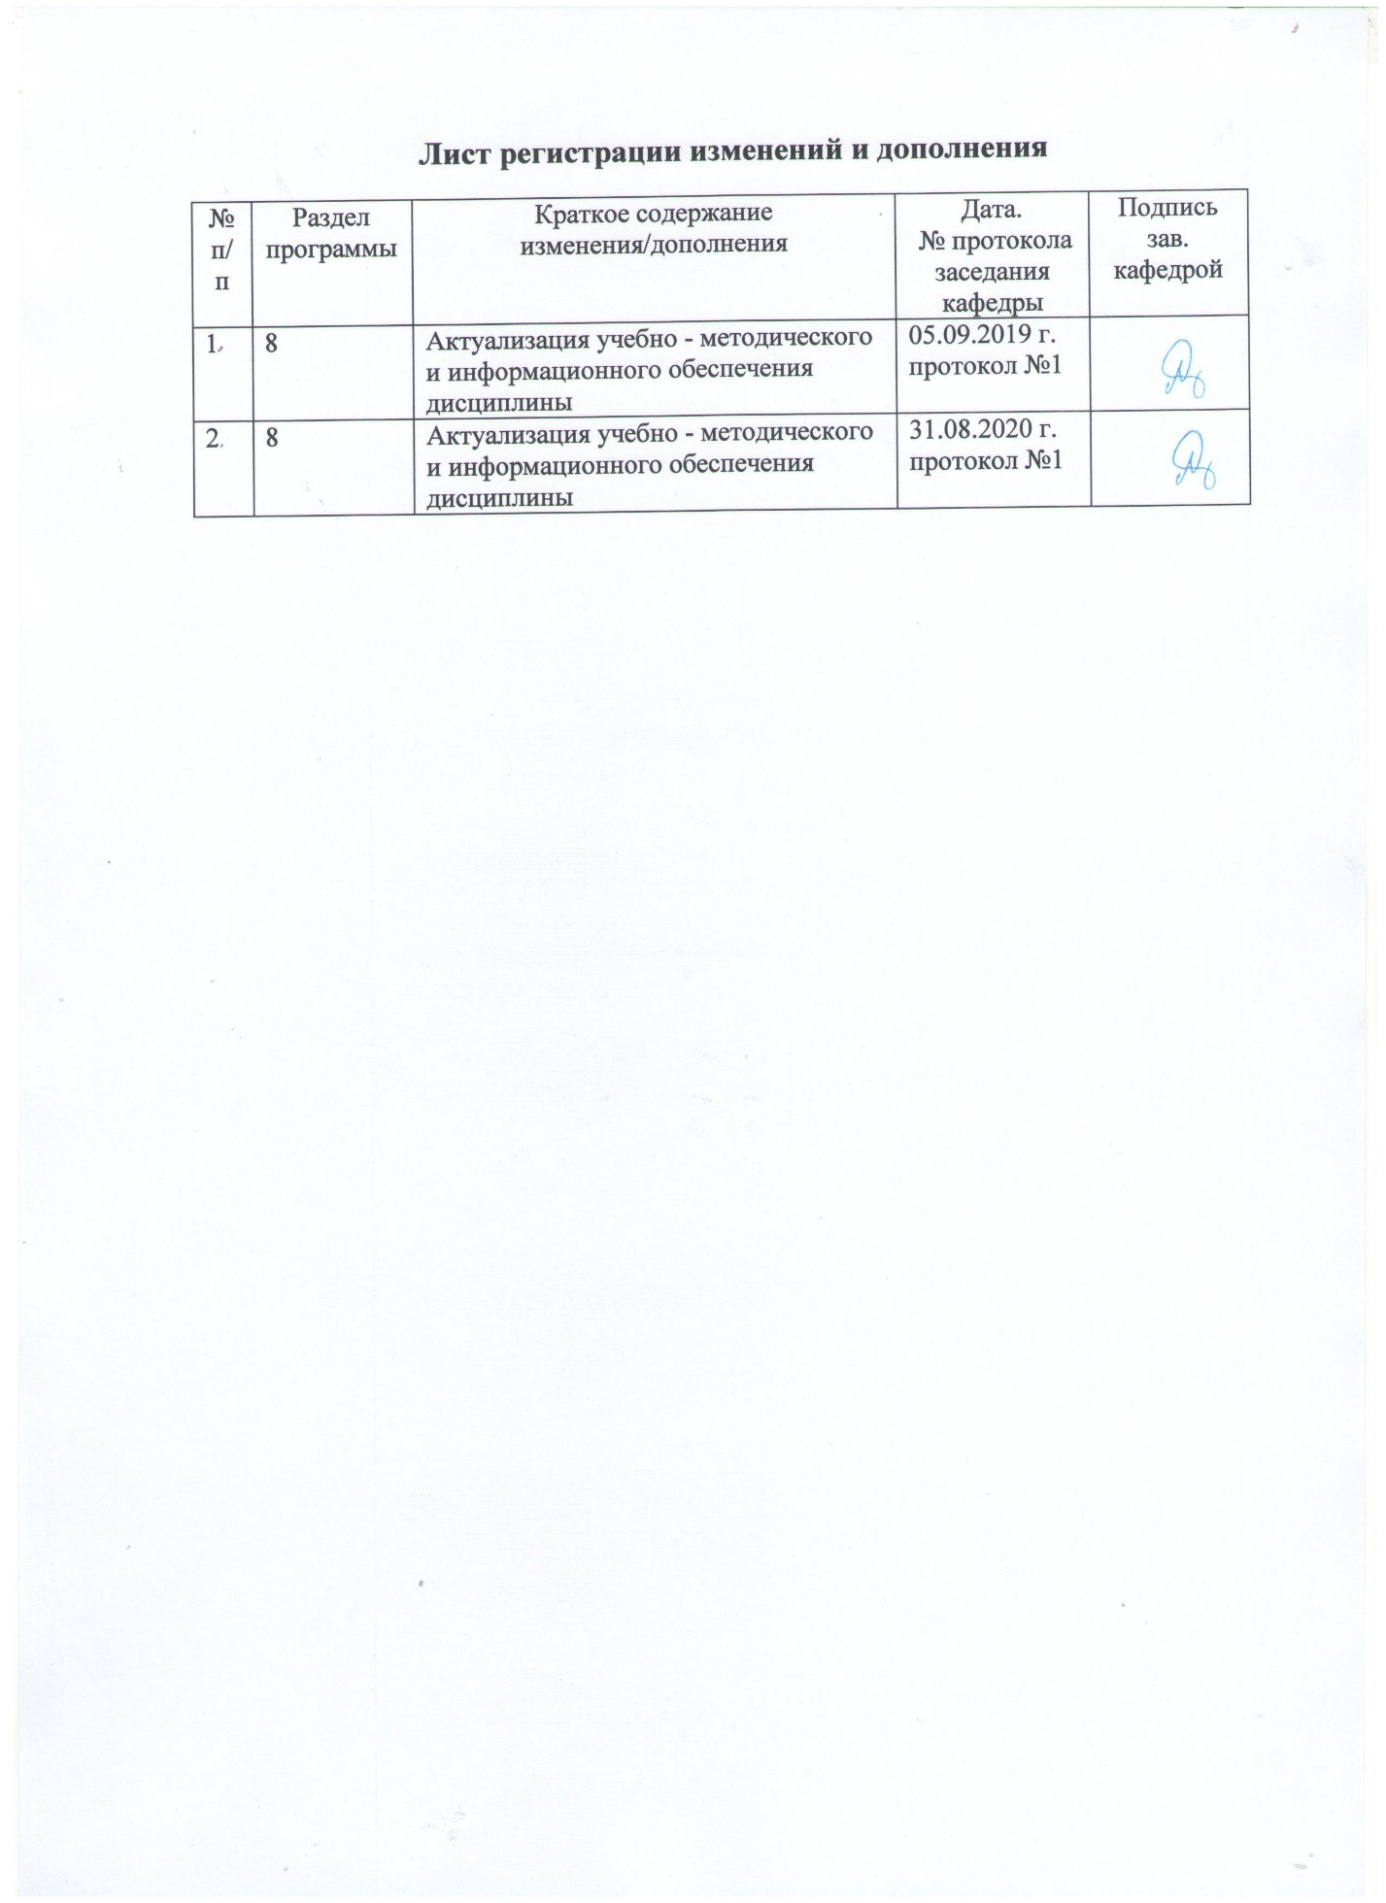 Лист регистрации изменений и дополнения
№
п/
п
Раздел
программы
Краткое содержание
изменения/дополнения
Дата.
№ протокола
заседания
кафедры
Подпись
зав.
кафедрой
1.
8
Актуализация учебно - методического
и информационного обеспечения
дисциплины
05.09.2019 г.
протокол №1
2.
8
Актуализация учебно - методического
и информационного обеспечения
дисциплины
31.08.2020 г.
протокол №1